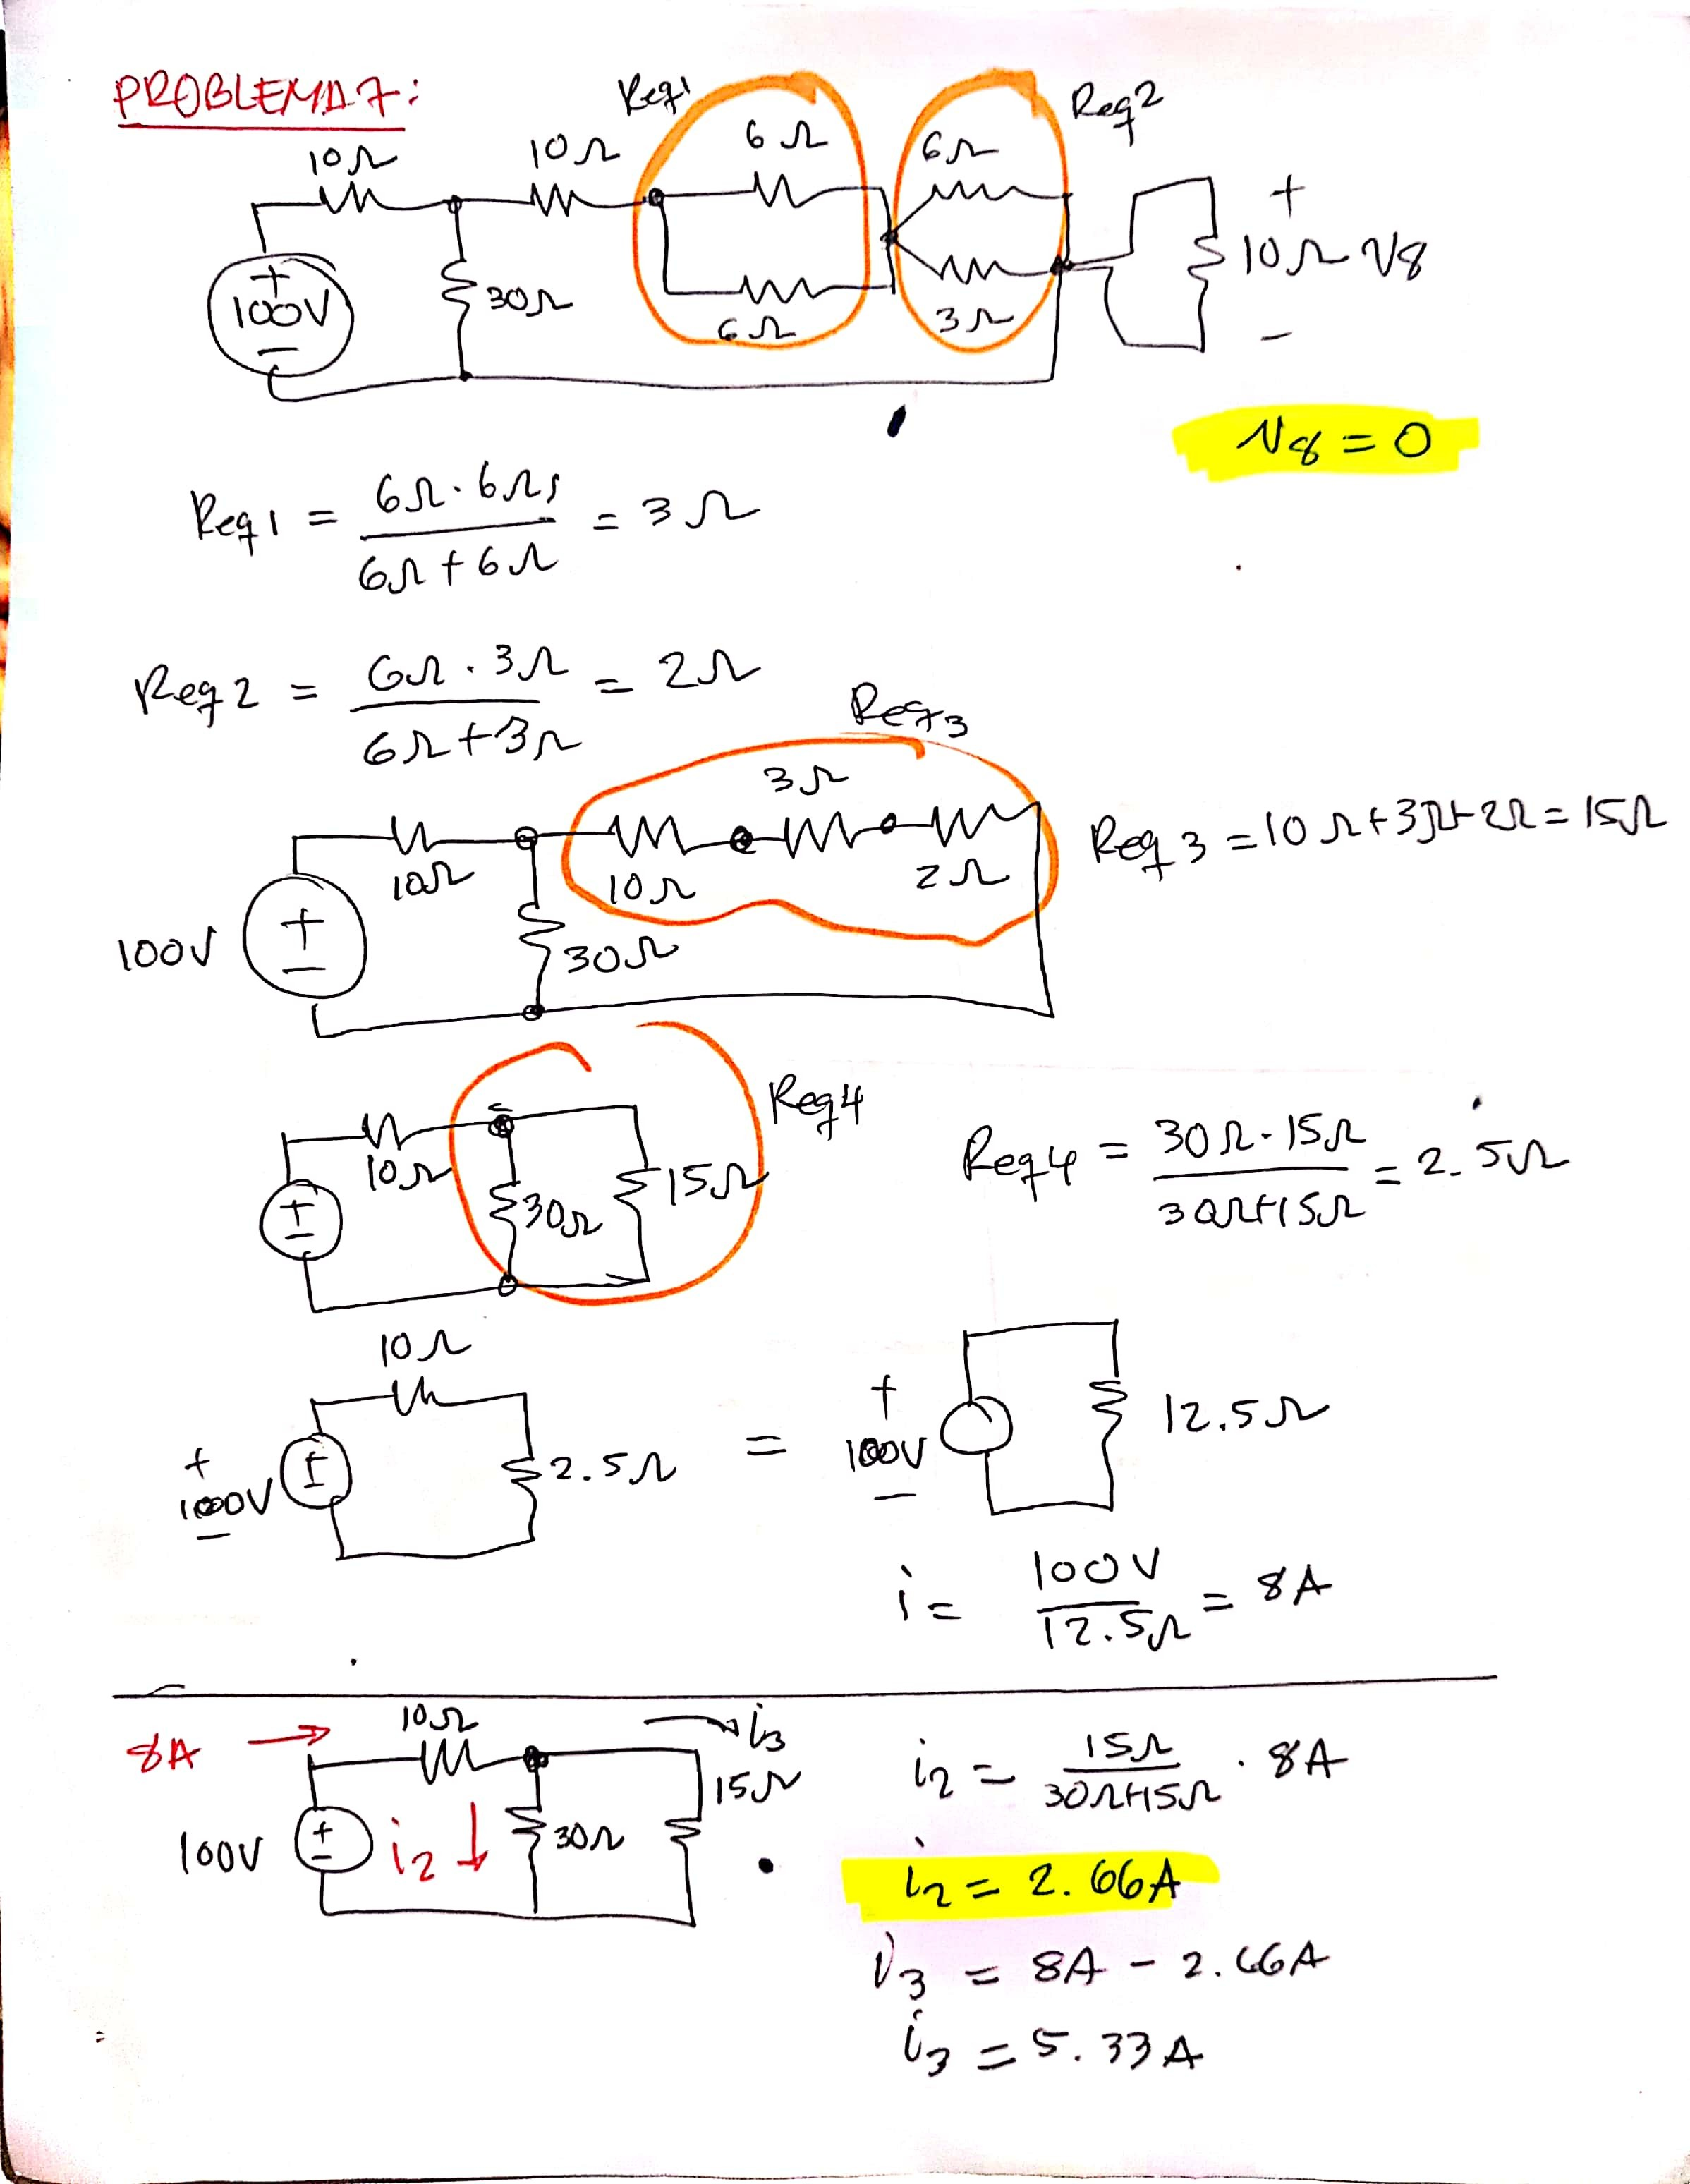 PROBLEMA 7:
Req1
Req2
10Ω
10Ω
6Ω
6Ω
+
100V
−
30Ω
6Ω
3Ω
+
10Ω V8
−
V8 = 0
Req1 = 6Ω·6Ω / 6Ω+6Ω = 3Ω
Req2 = 6Ω·3Ω / 6Ω+3Ω = 2Ω
Req3
3Ω
10Ω
10Ω
2Ω
Req3 = 10Ω+3Ω+2Ω = 15Ω
100V
+
−
30Ω
Req4
10Ω
+
−
30Ω
15Ω
Req4 = 30Ω·15Ω / 30Ω+15Ω = 2.5Ω
10Ω
+
100V
−
+
−
2.5Ω
=
+
100V
−
12.5Ω
i = 100V / 12.5Ω = 8A
8A
10Ω
i3
15Ω
100V
+
−
i2
30Ω
i2 = 15Ω / 30Ω+15Ω · 8A
i2 = 2.66A
i3 = 8A − 2.66A
i3 = 5.33A